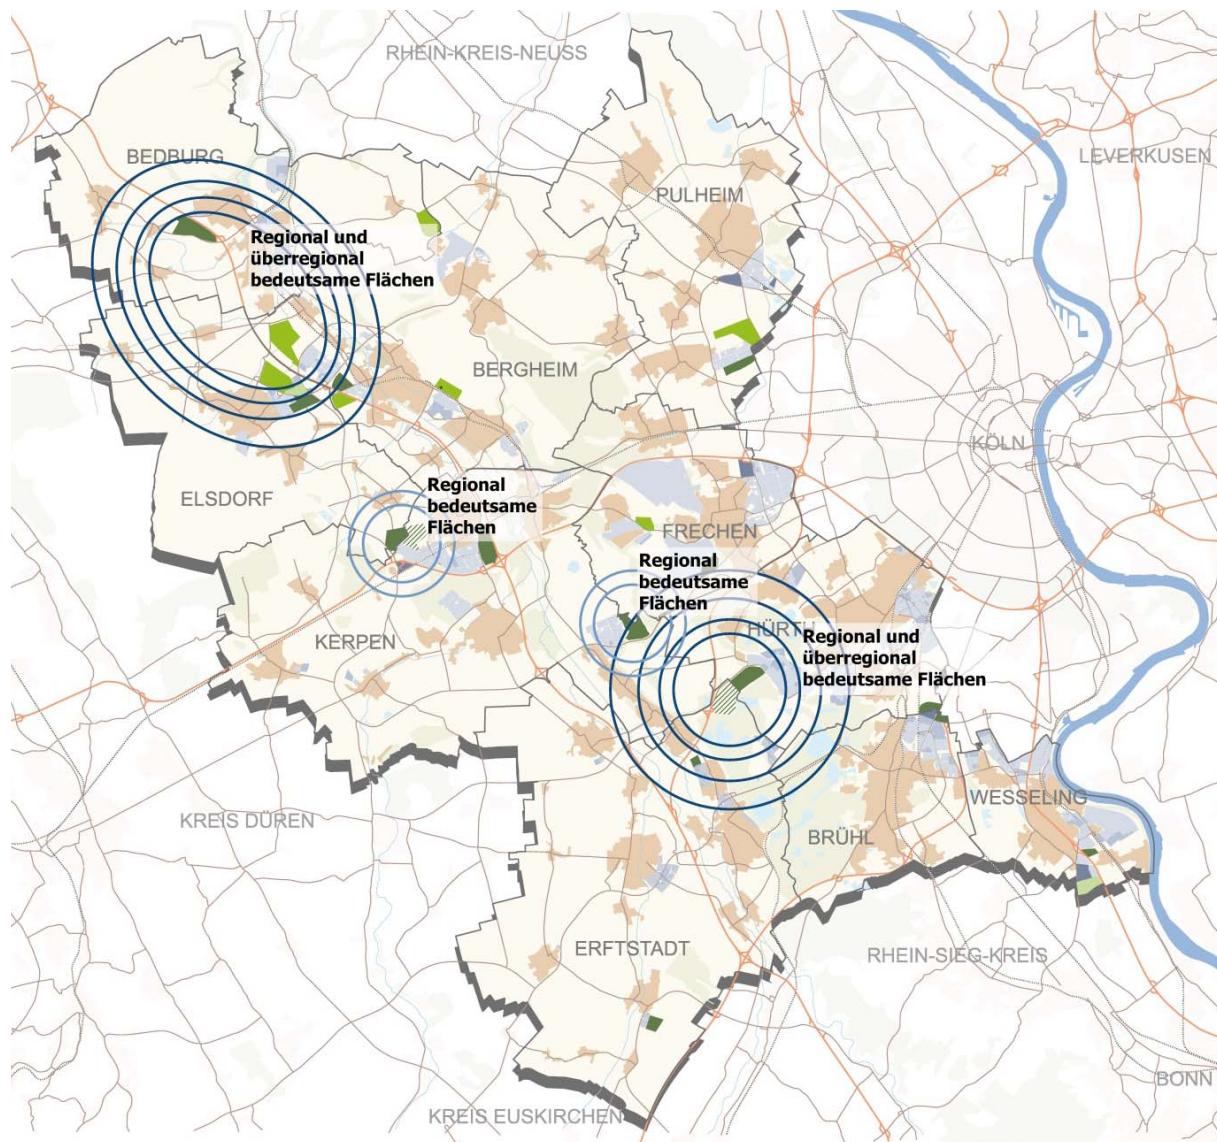 RHEIN-KREIS-NEUSS
BEDBURG
LEVERKUSEN
PULHEIM
Regional und
überregional
bedeutsame Flächen
BERGHEIM
KÖLN
ELSDORF
Regional
bedeutsame
Flächen
FRECHEN
Regional
bedeutsame
Flächen
HÜRTH
KERPEN
Regional und
überregional
bedeutsame Flächen
WESSELING
KREIS DÜREN
BRÜHL
ERFTSTADT
RHEIN-SIEG-KREIS
BONN
KREIS EUSKIRCHEN